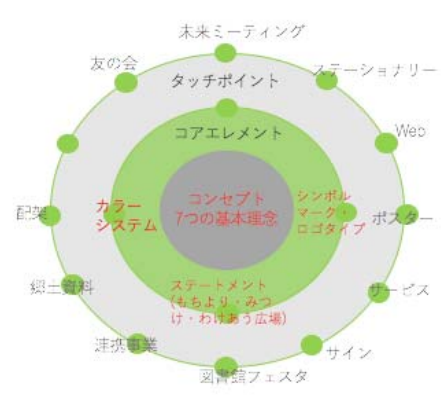 未来ミーティング
友の会
ステーショナリー
タッチポイント
コアエレメント
Web
コンセプト
7つの基本理念
カラー
システム
シンボル
マーク・
ロゴタイプ
配架
ポスター
ステートメント
(もちより・みつ
け・わけあう広場)
郷土資料
サービス
連携事業
サイン
図書館フェスタ